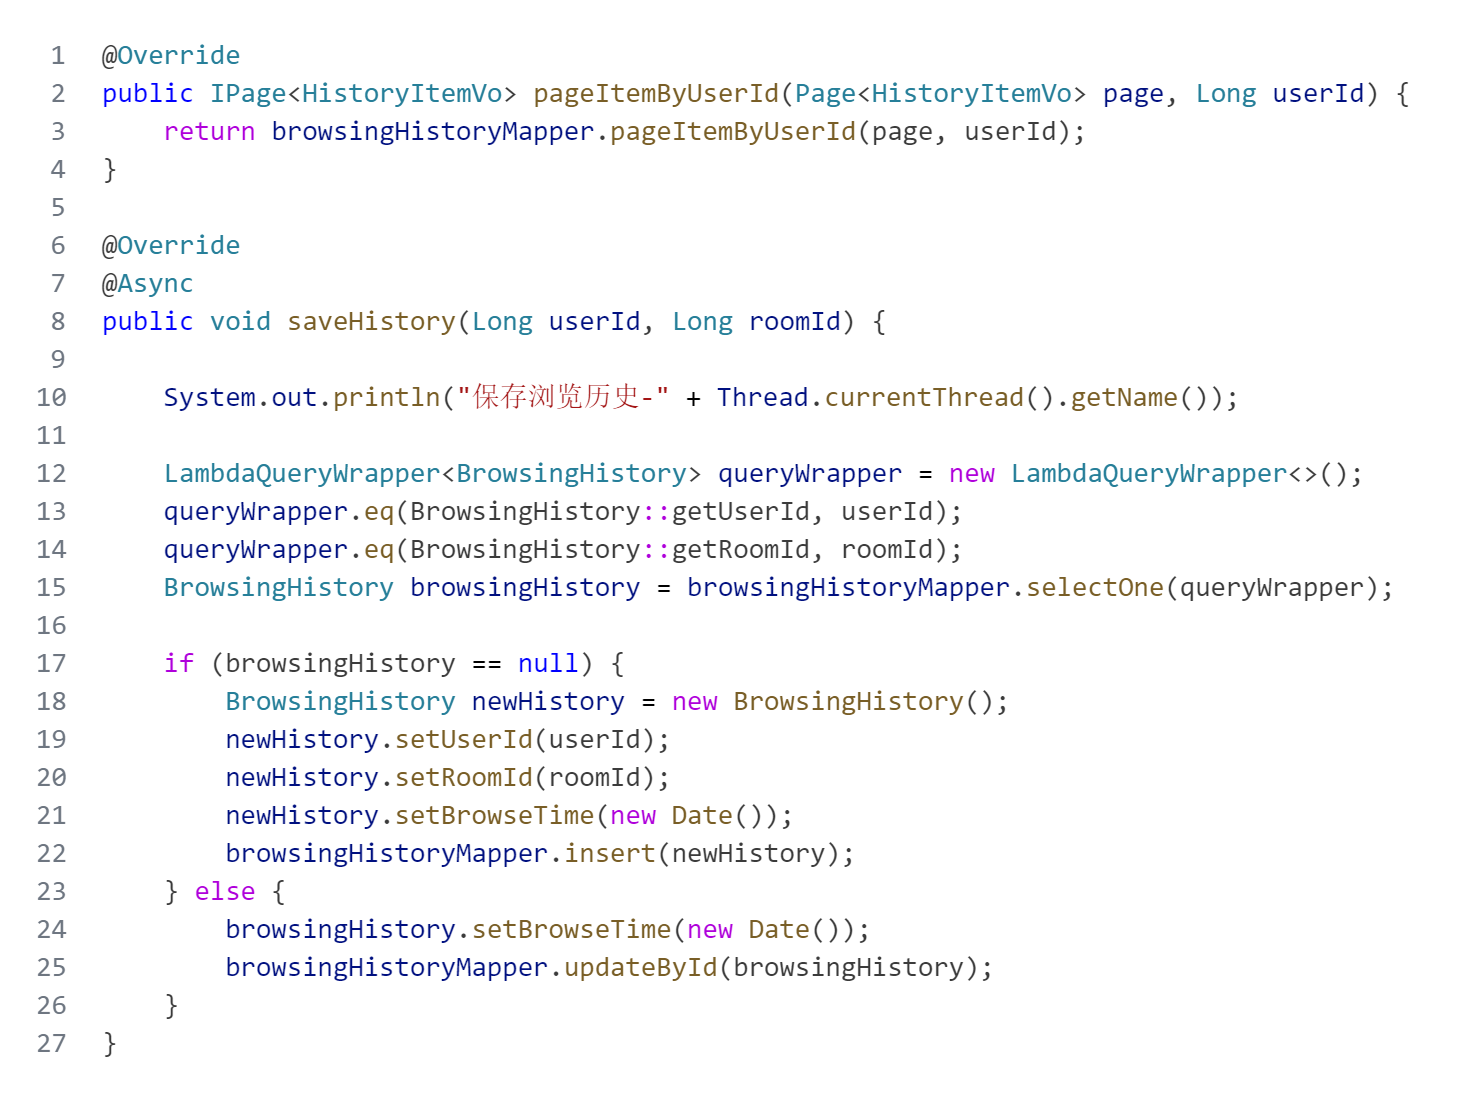 1 @Override
2 public IPage<HistoryItemVo> pageItemByUserId(Page<HistoryItemVo> page, Long userId) {
3     return browsingHistoryMapper.pageItemByUserId(page, userId);
4 }
5
6 @Override
7 @Async
8 public void saveHistory(Long userId, Long roomId) {
9
10     System.out.println("保存浏览历史-" + Thread.currentThread().getName());
11
12     LambdaQueryWrapper<BrowsingHistory> queryWrapper = new LambdaQueryWrapper<>();
13     queryWrapper.eq(BrowsingHistory::getUserId, userId);
14     queryWrapper.eq(BrowsingHistory::getRoomId, roomId);
15     BrowsingHistory browsingHistory = browsingHistoryMapper.selectOne(queryWrapper);
16
17     if (browsingHistory == null) {
18         BrowsingHistory newHistory = new BrowsingHistory();
19         newHistory.setUserId(userId);
20         newHistory.setRoomId(roomId);
21         newHistory.setBrowseTime(new Date());
22         browsingHistoryMapper.insert(newHistory);
23     } else {
24         browsingHistory.setBrowseTime(new Date());
25         browsingHistoryMapper.updateById(browsingHistory);
26     }
27 }